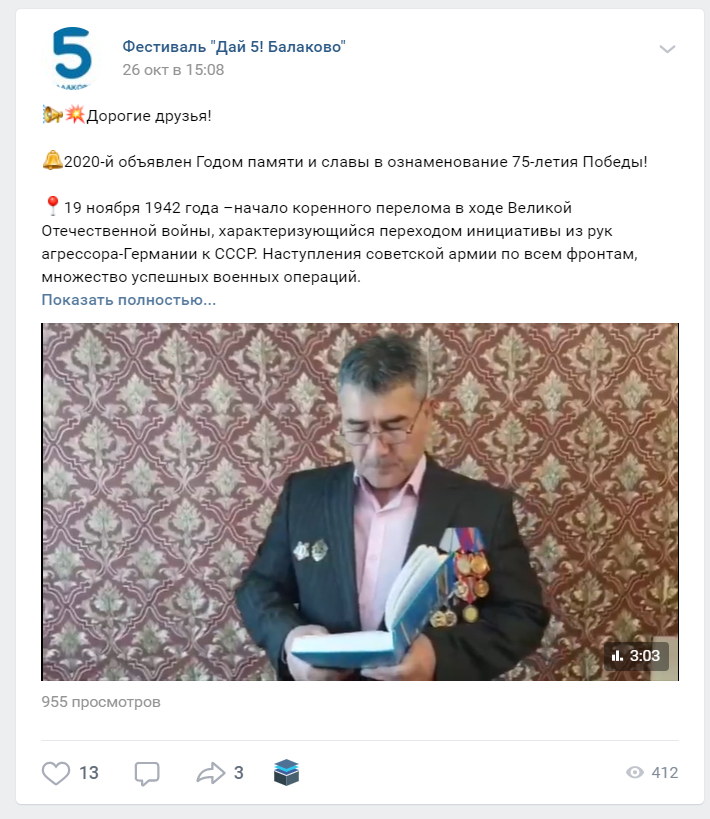 5
Фестиваль "Дай 5! Балаково"
26 окт в 15:08
Дорогие друзья!
2020-й объявлен Годом памяти и славы в ознаменование 75-летия Победы!
19 ноября 1942 года –начало коренного перелома в ходе Великой
Отечественной войны, характеризующийся переходом инициативы из рук
агрессора-Германии к СССР. Наступления советской армии по всем фронтам,
множество успешных военных операций.
Показать полностью...
3:03
955 просмотров
13
3
412